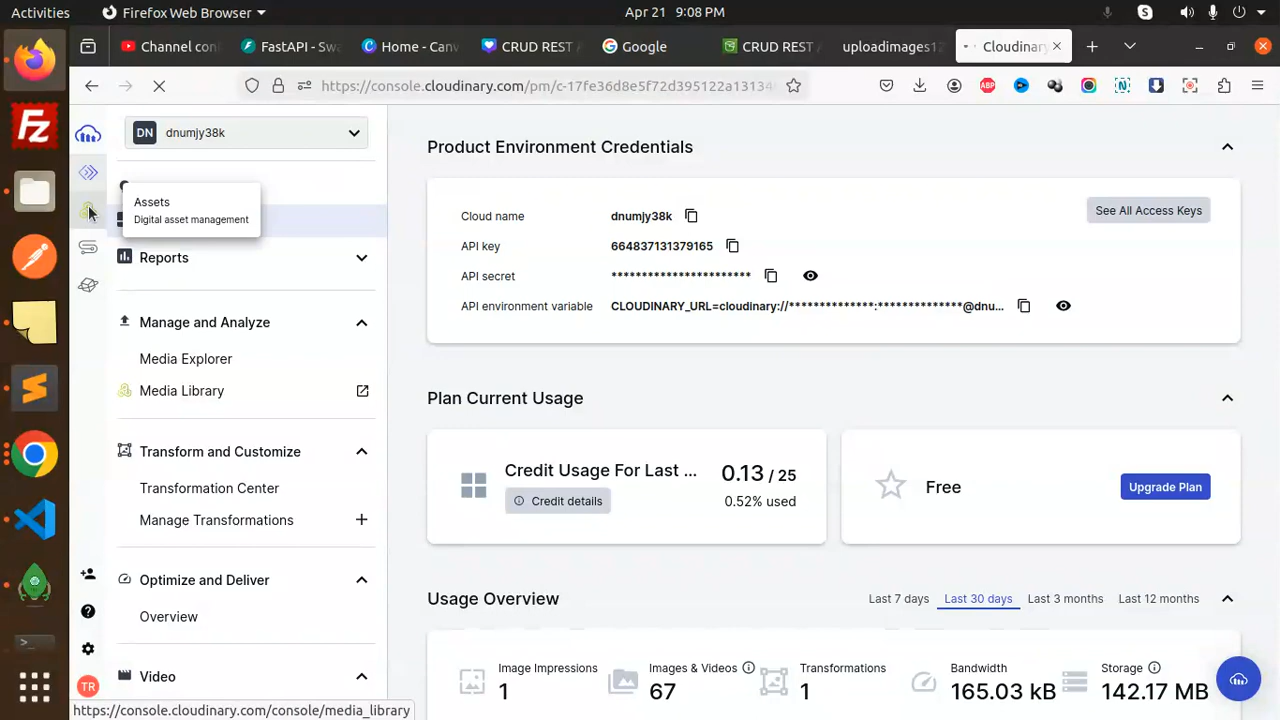 Activities
Firefox Web Browser
Apr 21 9:08 PM
Channel con
FastAPI - Swa
Home - Canv
CRUD REST A
Google
CRUD REST A
uploadimages12
Cloudinary
https://console.cloudinary.com/pm/c-17fe36d8e5f72d395122a13134
DN dnumjy38k
Assets
Digital asset management
Reports
Manage and Analyze
Media Explorer
Media Library
Transform and Customize
Transformation Center
Manage Transformations
Optimize and Deliver
Overview
Video
TR
https://console.cloudinary.com/console/media_library
Product Environment Credentials
Cloud name dnumjy38k
See All Access Keys
API key 664837131379165
API secret ***********************
API environment variable CLOUDINARY_URL=cloudinary://**************:**************@dnu...
Plan Current Usage
Credit Usage For Last ...
Credit details
0.13 / 25
0.52% used
Free
Upgrade Plan
Usage Overview
Last 7 days Last 30 days Last 3 months Last 12 months
Image Impressions
1
Images & Videos
67
Transformations
1
Bandwidth
165.03 kB
Storage
142.17 MB